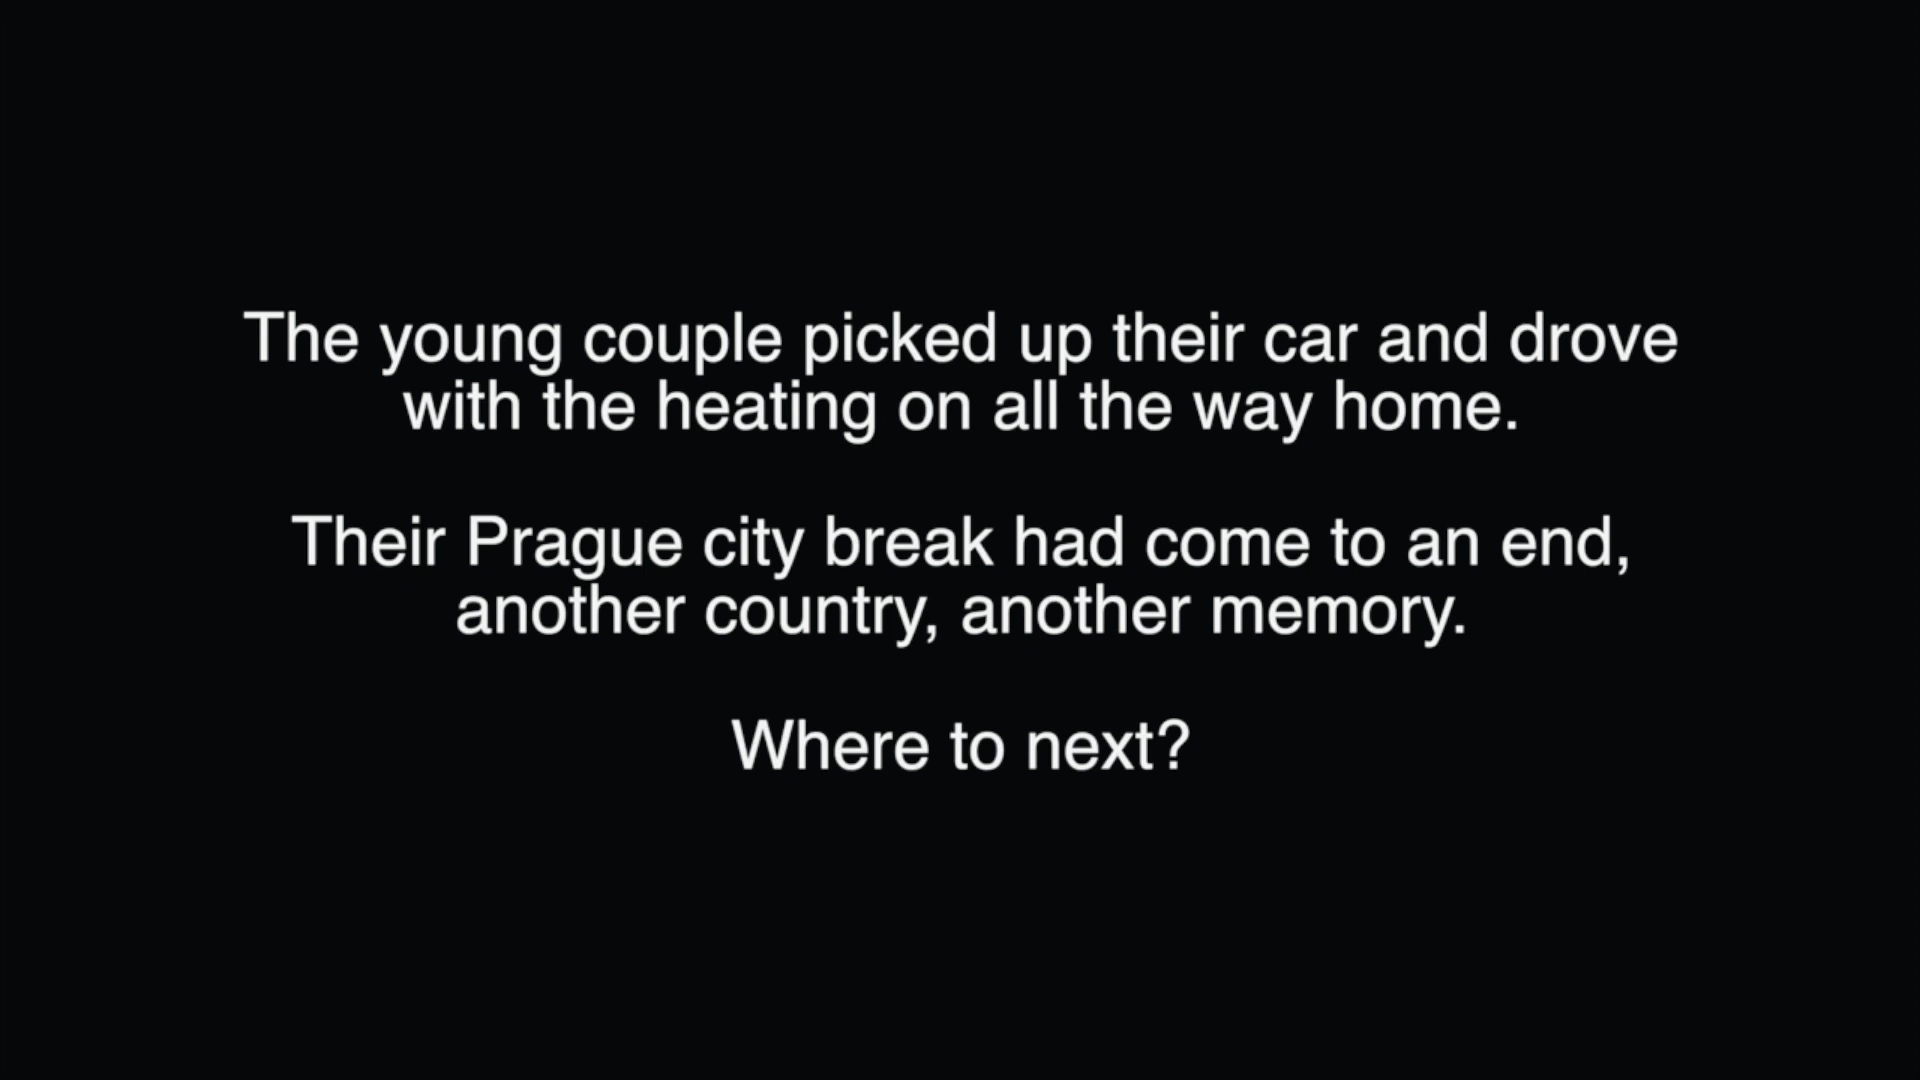 The young couple picked up their car and drove
with the heating on all the way home.
Their Prague city break had come to an end,
another country, another memory.
Where to next?